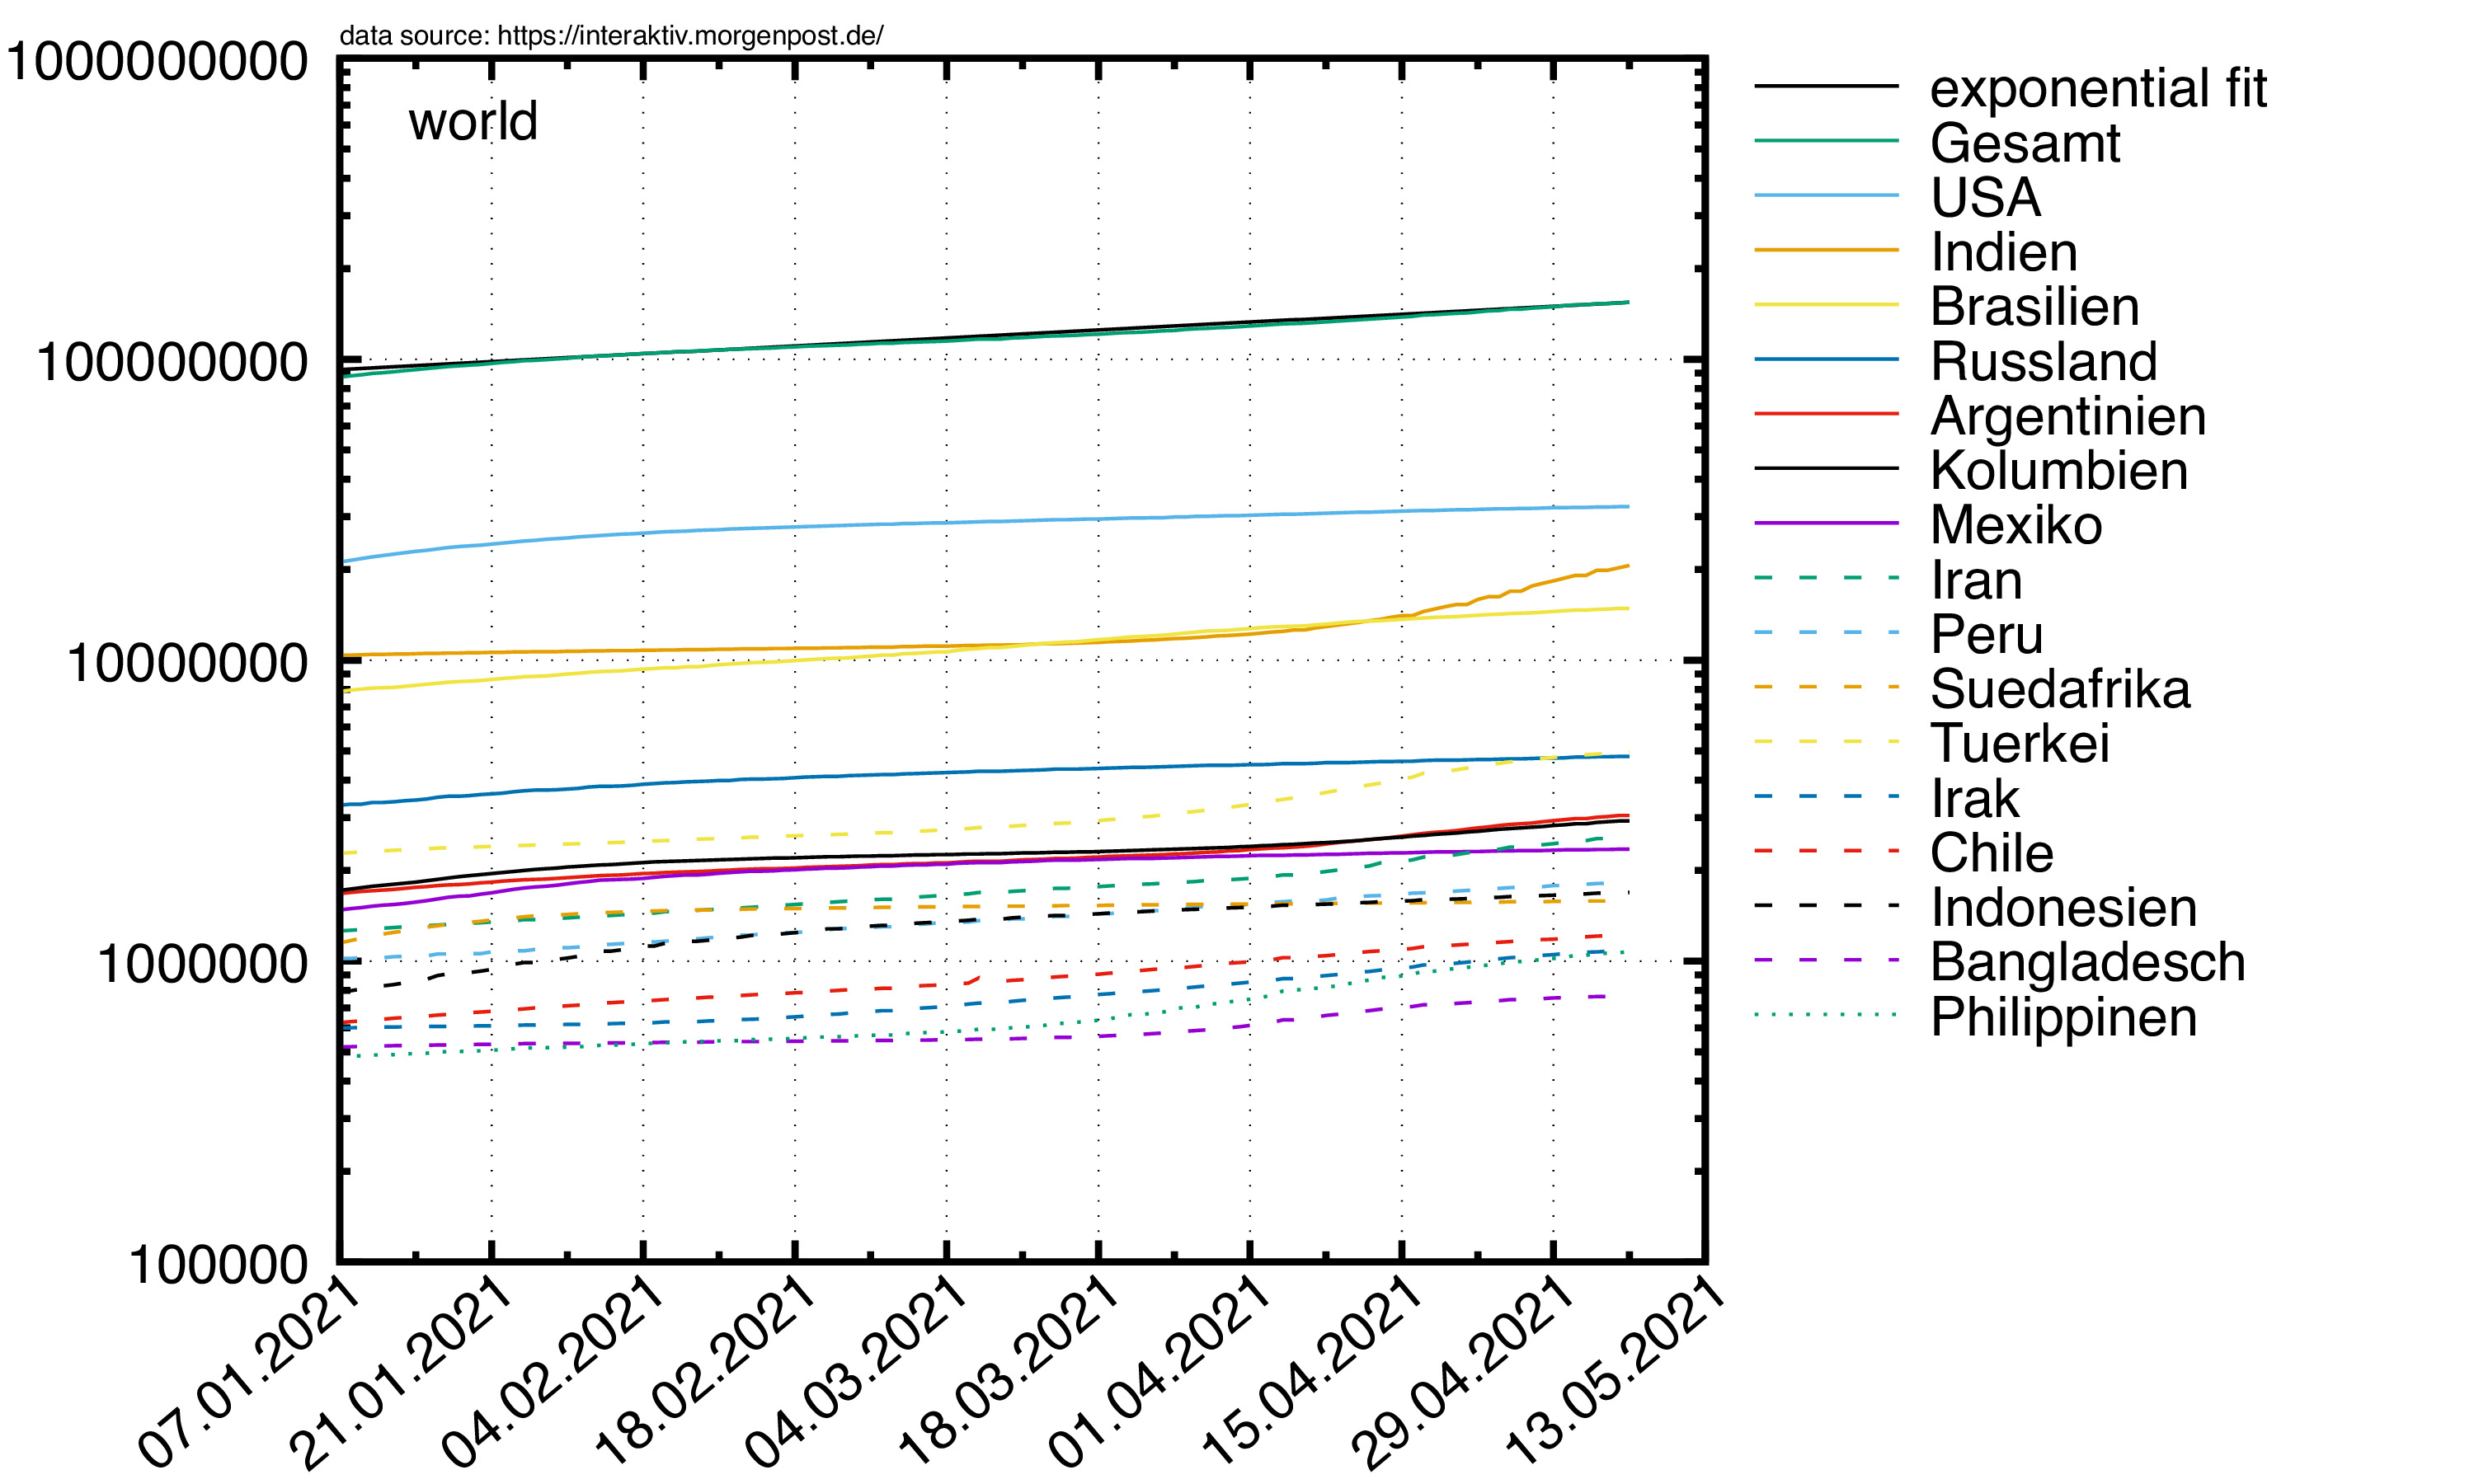 data source: https://interaktiv.morgenpost.de/
world
1000000000
100000000
10000000
1000000
100000
07.01.2021
21.01.2021
04.02.2021
18.02.2021
04.03.2021
18.03.2021
01.04.2021
15.04.2021
29.04.2021
13.05.2021
exponential fit
Gesamt
USA
Indien
Brasilien
Russland
Argentinien
Kolumbien
Mexiko
Iran
Peru
Suedafrika
Tuerkei
Irak
Chile
Indonesien
Bangladesch
Philippinen